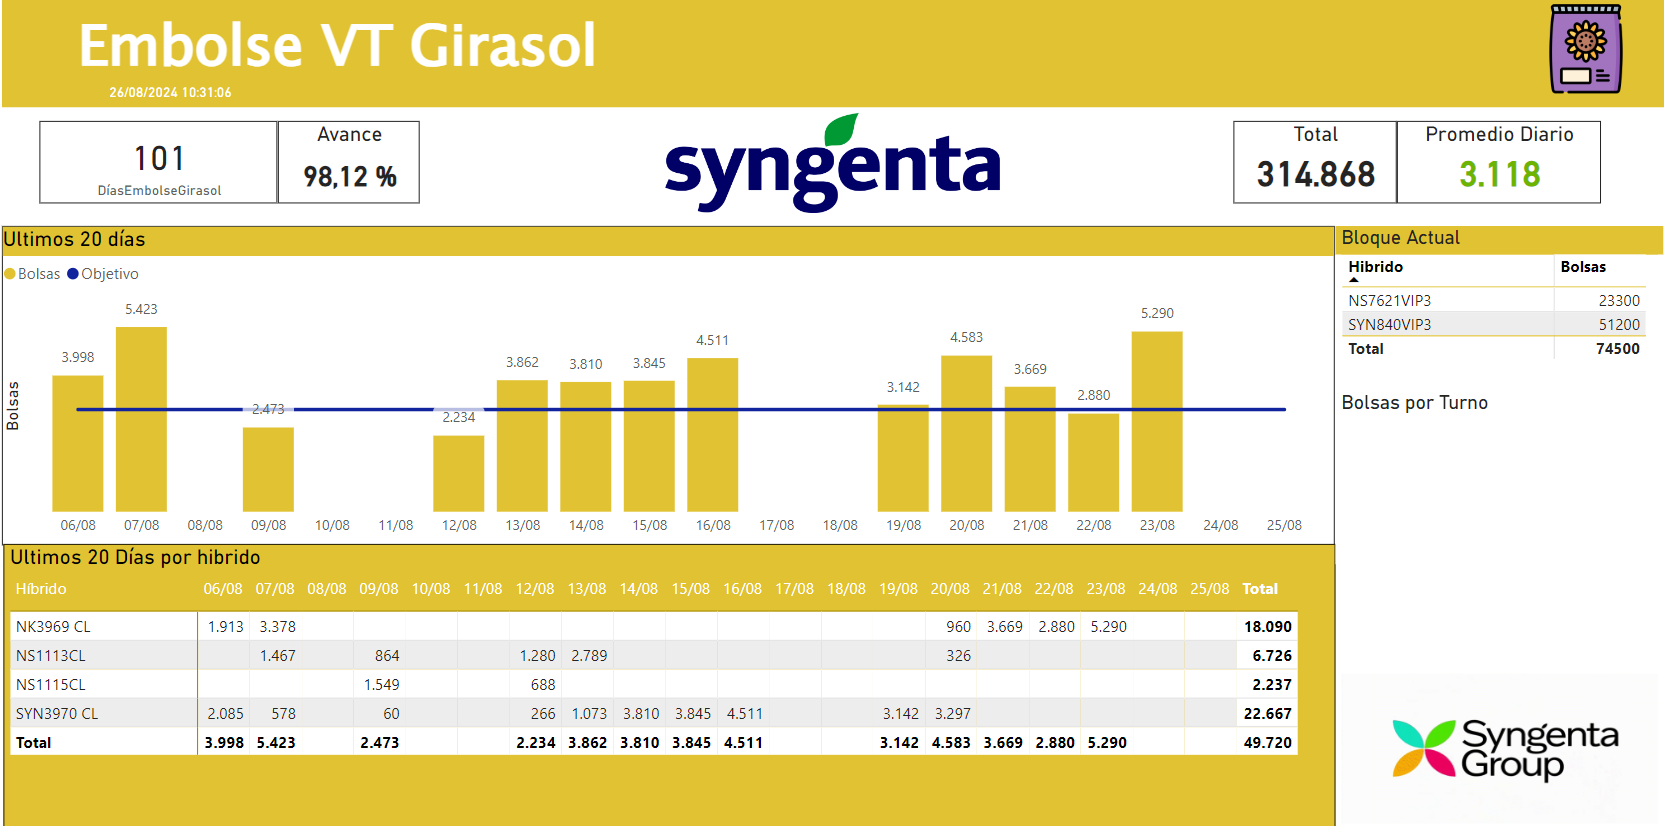 Embolse VT Girasol
26/08/2024 10:31:06
101
DíasEmbolseGirasol
Avance
98,12 %
syngenta
Total
314.868
Promedio Diario
3.118
Ultimos 20 días
Bolsas Objetivo
Bolsas
3.998 5.423 2.473 2.234 3.862 3.810 3.845 4.511 3.142 4.583 3.669 2.880 5.290
06/08 07/08 08/08 09/08 10/08 11/08 12/08 13/08 14/08 15/08 16/08 17/08 18/08 19/08 20/08 21/08 22/08 23/08 24/08 25/08
Bloque Actual
Hibrido Bolsas
NS7621VIP3 23300
SYN840VIP3 51200
Total 74500
Bolsas por Turno
Ultimos 20 Días por hibrido
Híbrido 06/08 07/08 08/08 09/08 10/08 11/08 12/08 13/08 14/08 15/08 16/08 17/08 18/08 19/08 20/08 21/08 22/08 23/08 24/08 25/08 Total
NK3969 CL 1.913 3.378 960 3.669 2.880 5.290 18.090
NS1113CL 1.467 864 1.280 2.789 326 6.726
NS1115CL 1.549 688 2.237
SYN3970 CL 2.085 578 60 266 1.073 3.810 3.845 4.511 3.142 3.297 22.667
Total 3.998 5.423 2.473 2.234 3.862 3.810 3.845 4.511 3.142 4.583 3.669 2.880 5.290 49.720
Syngenta
Group